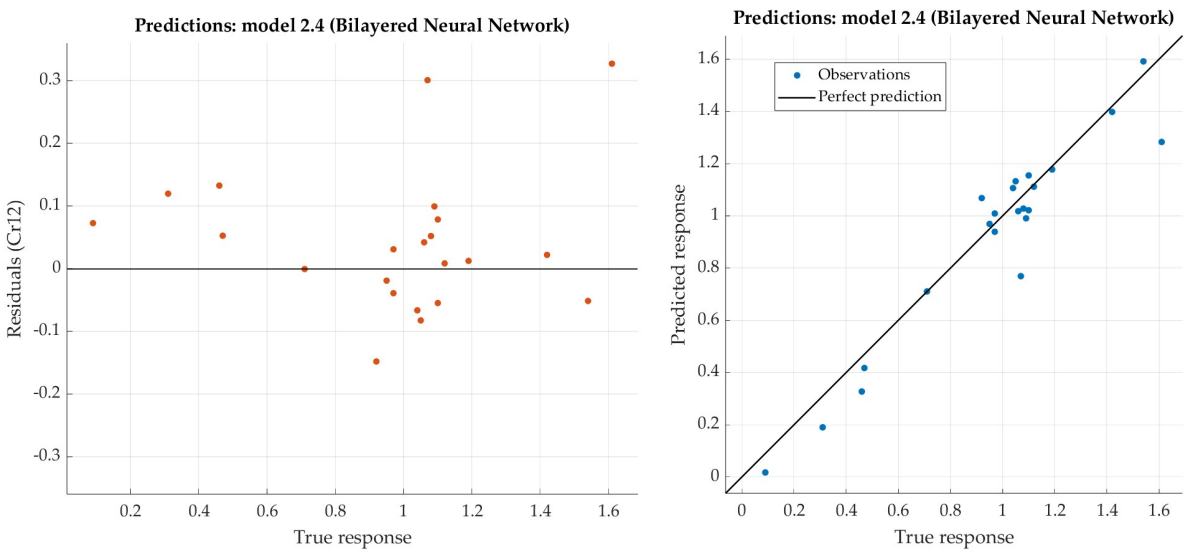 Predictions: model 2.4 (Bilayered Neural Network)
0.3
0.2
0.1
0
-0.1
-0.2
-0.3
Residuals (Cr12)
0.2 0.4 0.6 0.8 1 1.2 1.4 1.6
True response
Predictions: model 2.4 (Bilayered Neural Network)
Observations
Perfect prediction
1.6
1.4
1.2
1
0.8
0.6
0.4
0.2
0
Predicted response
0 0.2 0.4 0.6 0.8 1 1.2 1.4 1.6
True response